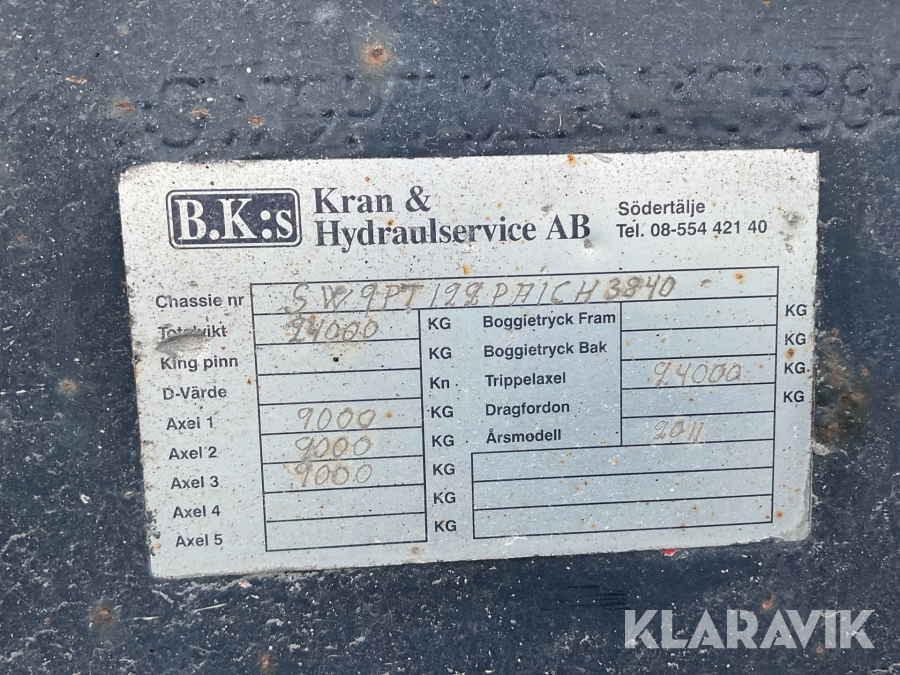 B.K:s Kran & Hydraulservice AB
Södertälje
Tel. 08-554 421 40
Chassie nr SW9PT128PA1CH3840
Totalvikt 24000 KG Boggietryck Fram KG
King pinn KG Boggietryck Bak KG
D-Värde Kn Trippelaxel 24000 KG
Axel 1 9000 KG Dragfordon KG
Axel 2 9000 KG Årsmodell 2011
Axel 3 9000 KG
Axel 4 KG
Axel 5 KG
KLARAVIK